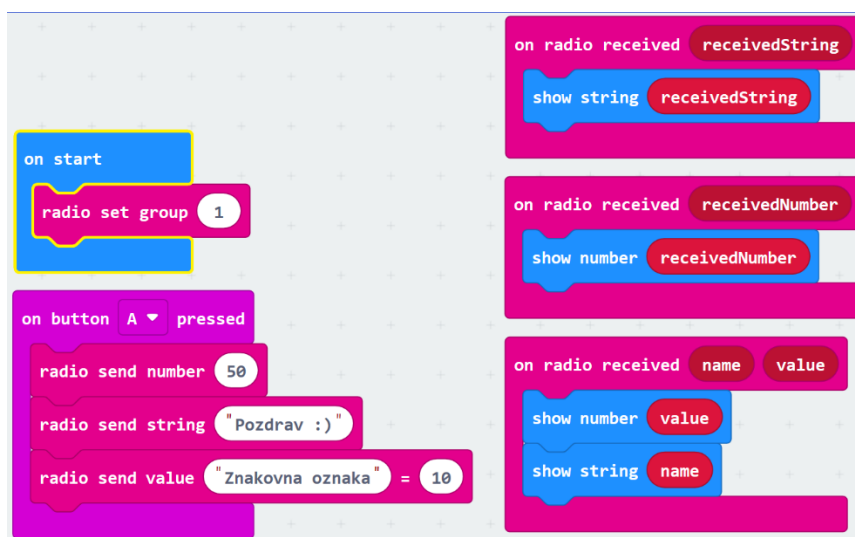 on start
radio set group 1
on button A pressed
radio send number 50
radio send string "Pozdrav :)"
radio send value "Znakovna oznaka" = 10
on radio received receivedString
show string receivedString
on radio received receivedNumber
show number receivedNumber
on radio received name value
show number value
show string name